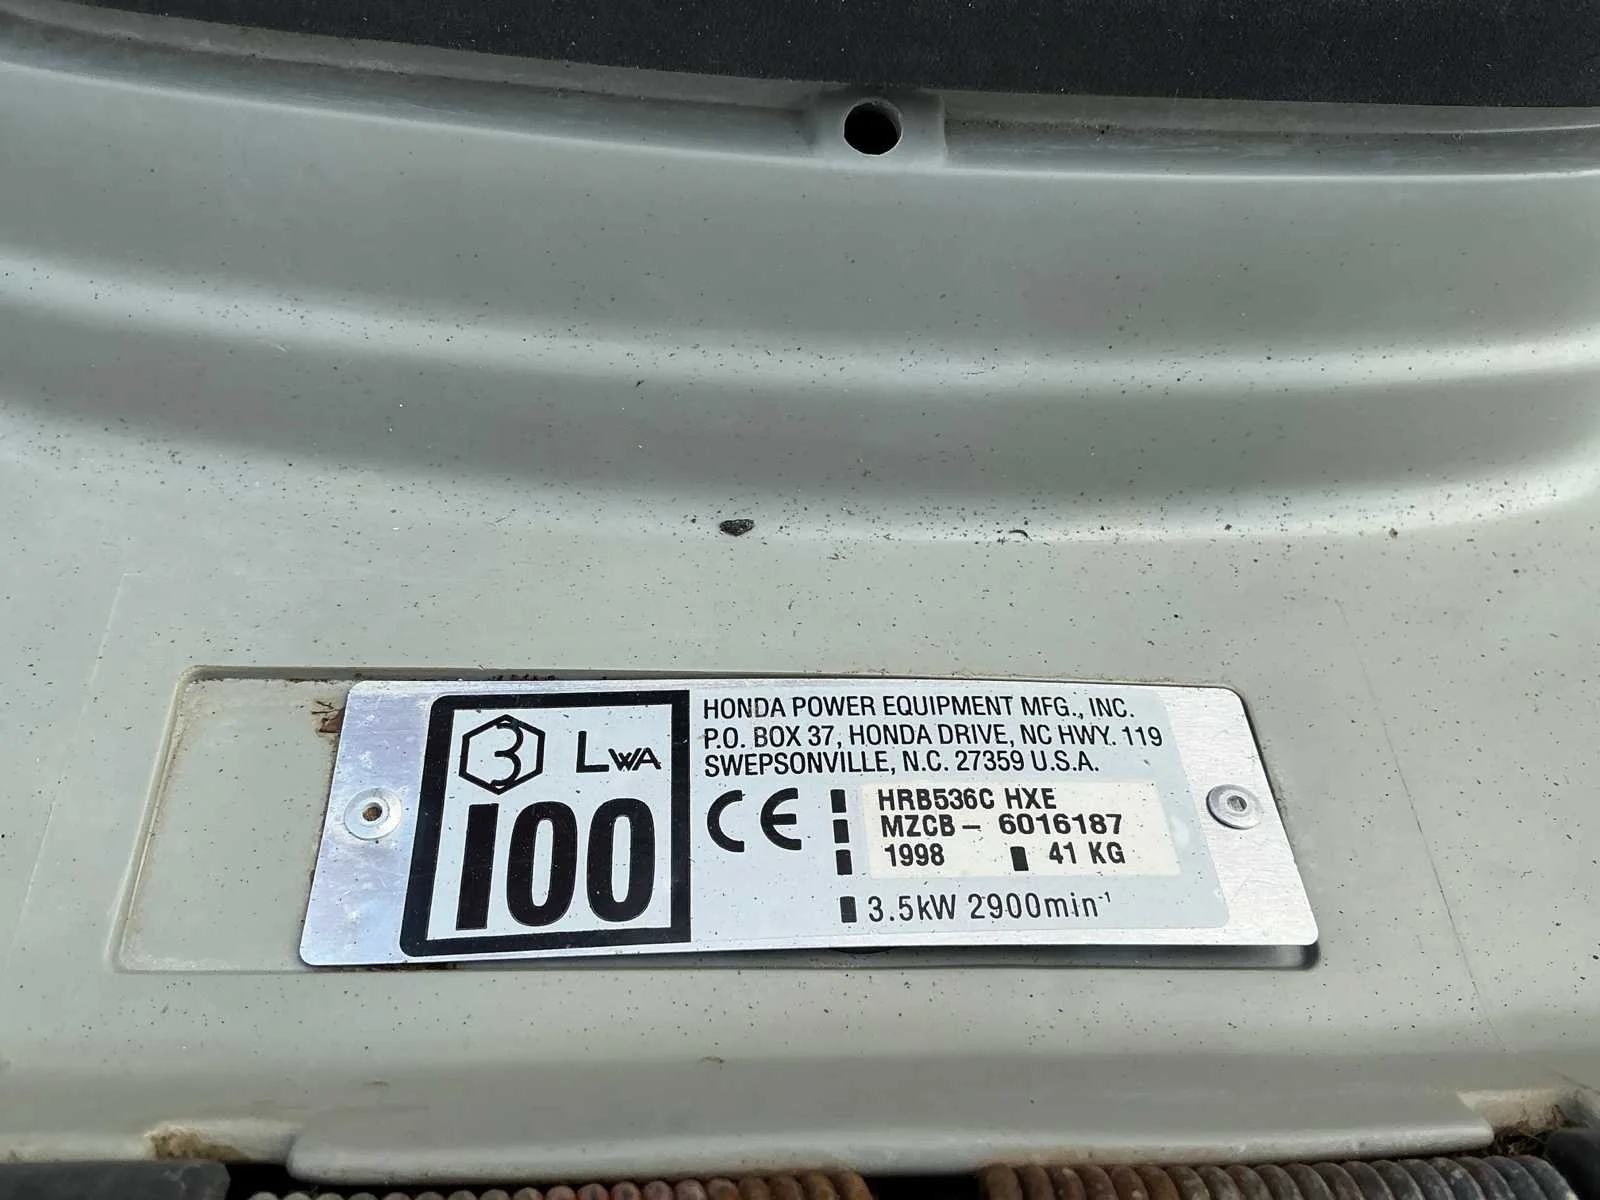 3 LWA
100
HONDA POWER EQUIPMENT MFG., INC.
P.O. BOX 37, HONDA DRIVE, NC HWY. 119
SWEPSONVILLE, N.C. 27359 U.S.A.
CE
HRB536C HXE
MZCB - 6016187
1998 41 KG
3.5kW 2900min⁻¹